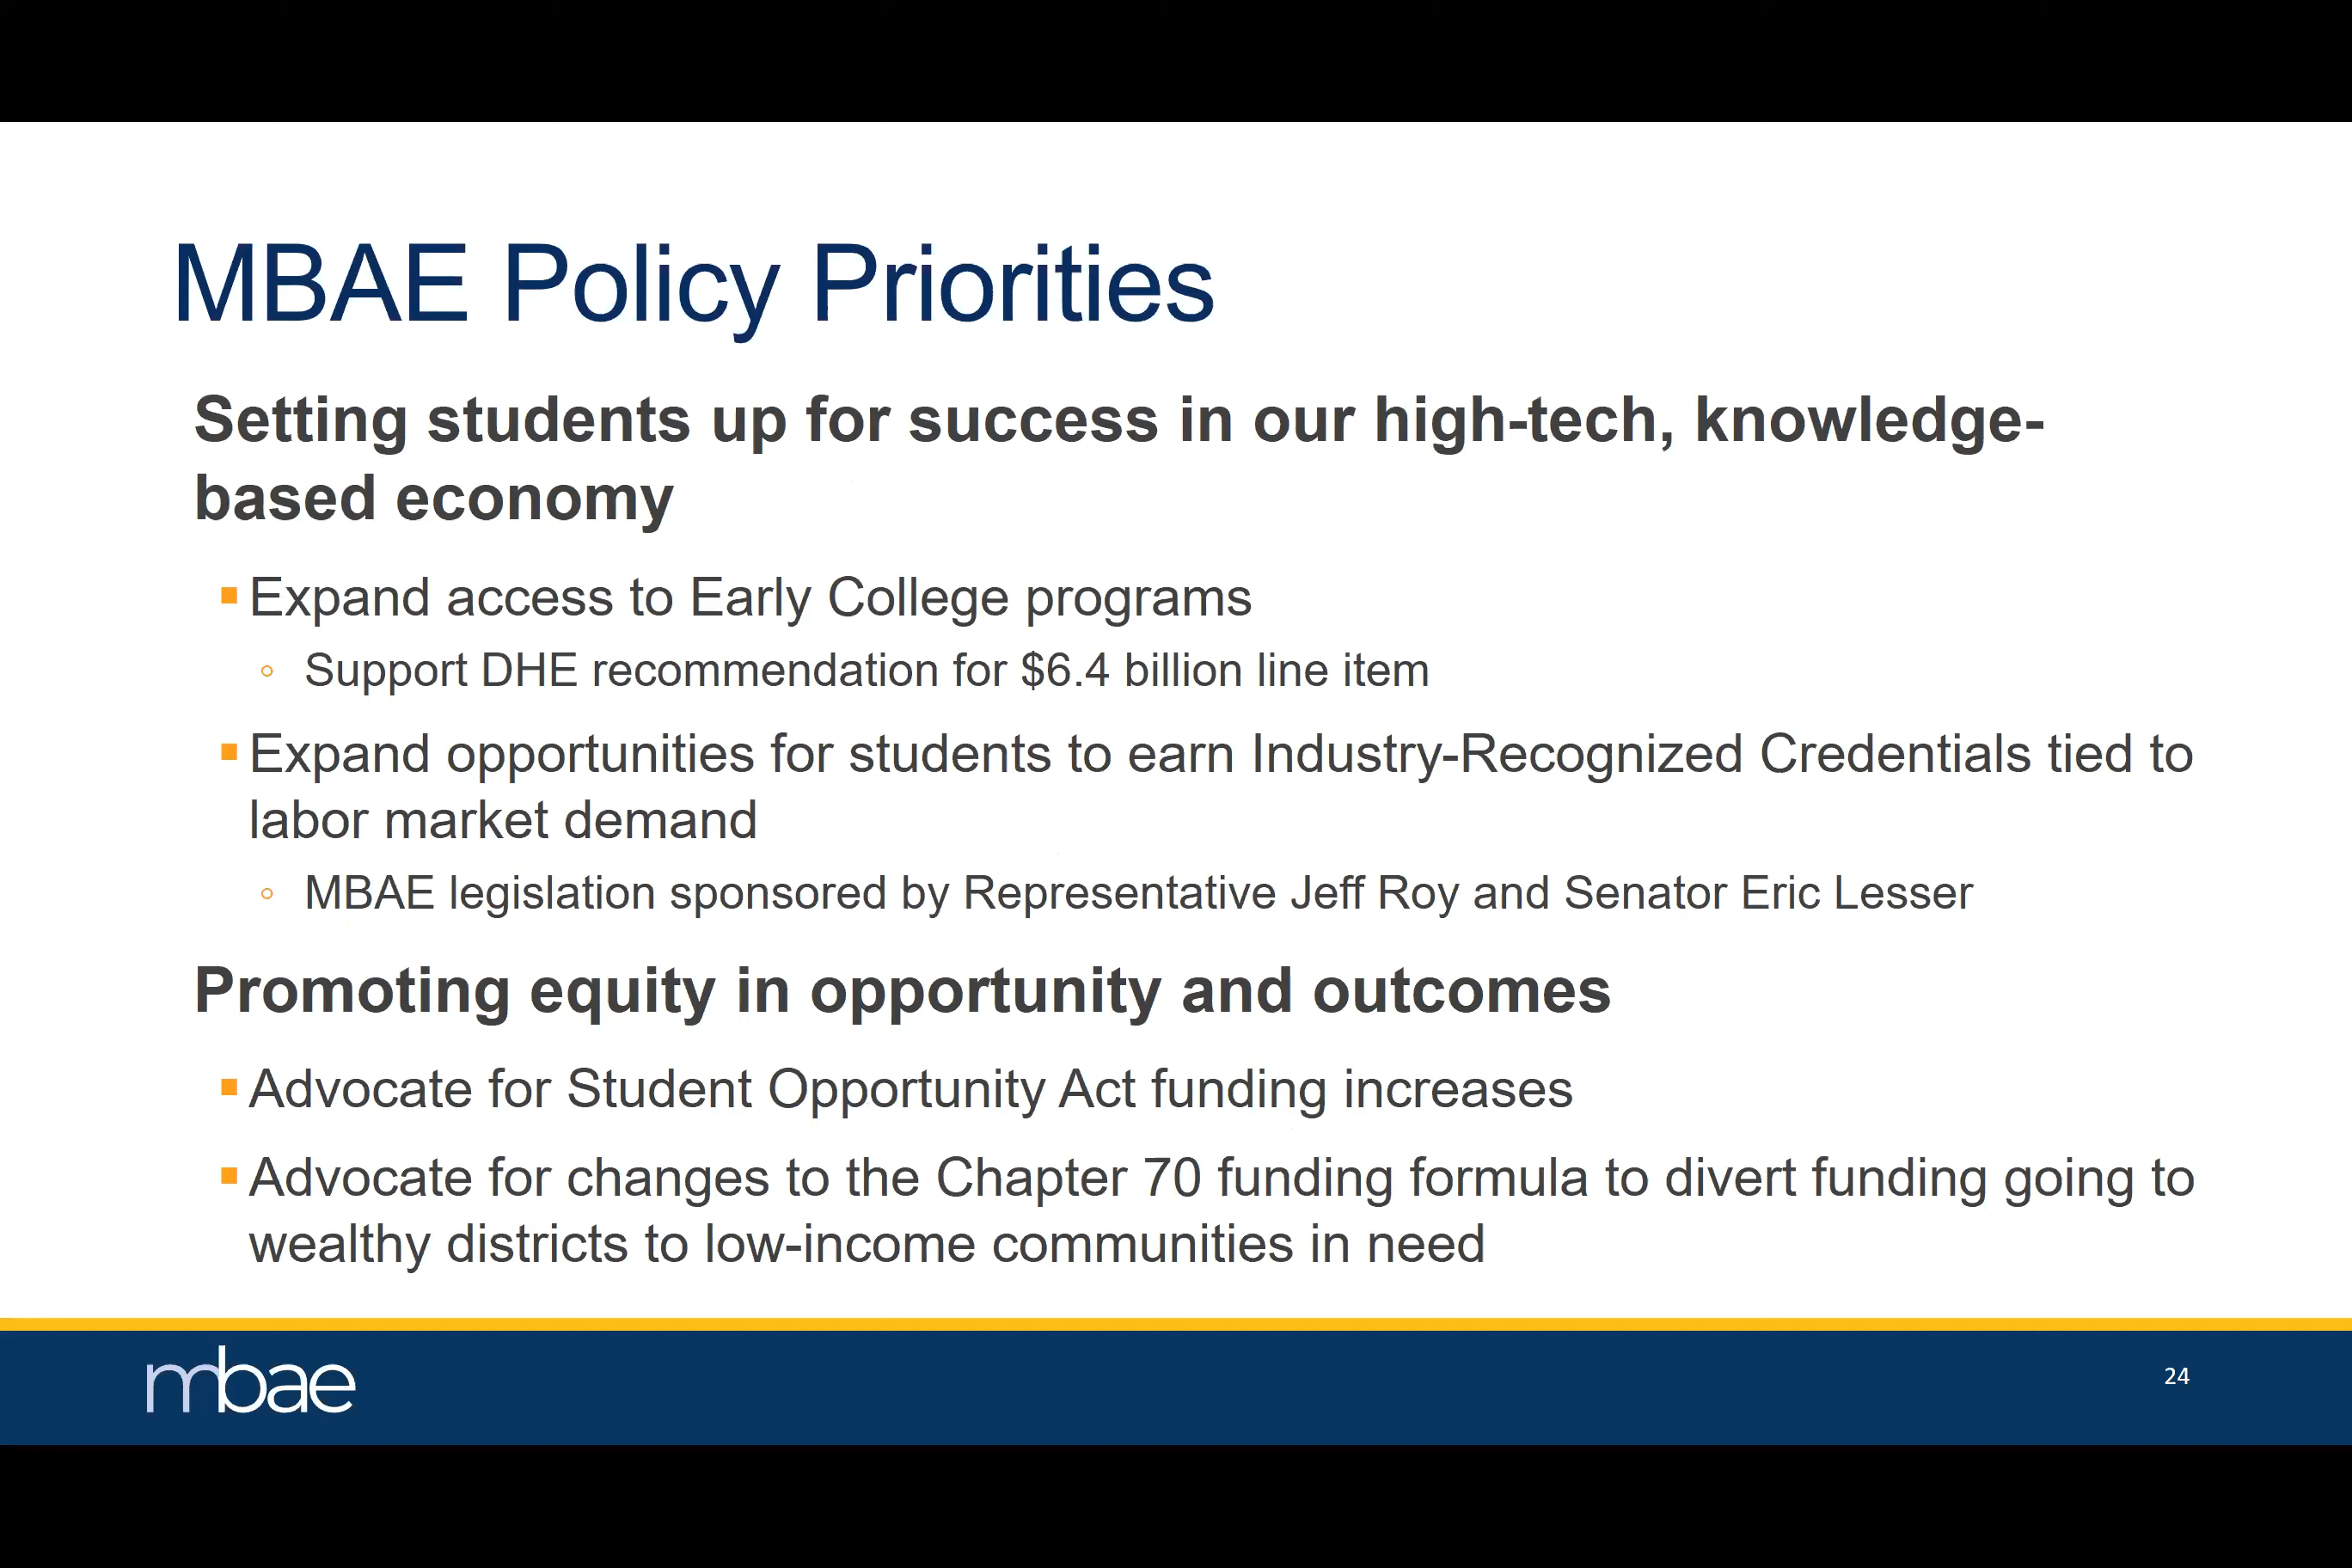 MBAE Policy Priorities
Setting students up for success in our high-tech, knowledge-
based economy
▪ Expand access to Early College programs
◦ Support DHE recommendation for $6.4 billion line item
▪ Expand opportunities for students to earn Industry-Recognized Credentials tied to
labor market demand
◦ MBAE legislation sponsored by Representative Jeff Roy and Senator Eric Lesser
Promoting equity in opportunity and outcomes
▪ Advocate for Student Opportunity Act funding increases
▪ Advocate for changes to the Chapter 70 funding formula to divert funding going to
wealthy districts to low-income communities in need
mbae
24